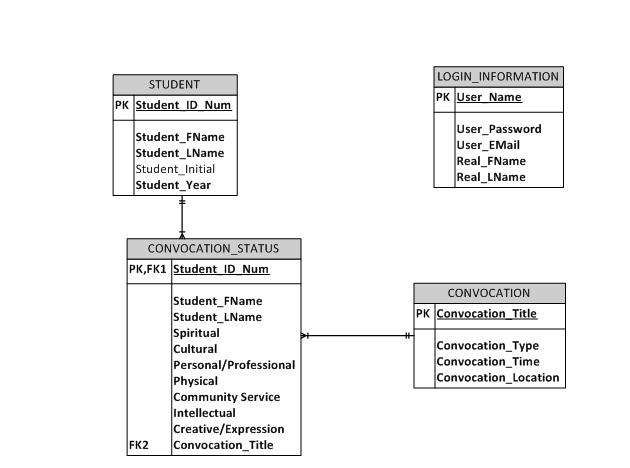 STUDENT
PK Student_ID_Num
Student_FName
Student_LName
Student_Initial
Student_Year
LOGIN_INFORMATION
PK User_Name
User_Password
User_EMail
Real_FName
Real_LName
CONVOCATION_STATUS
PK,FK1 Student_ID_Num
Student_FName
Student_LName
Spiritual
Cultural
Personal/Professional
Physical
Community Service
Intellectual
Creative/Expression
FK2 Convocation_Title
CONVOCATION
PK Convocation_Title
Convocation_Type
Convocation_Time
Convocation_Location